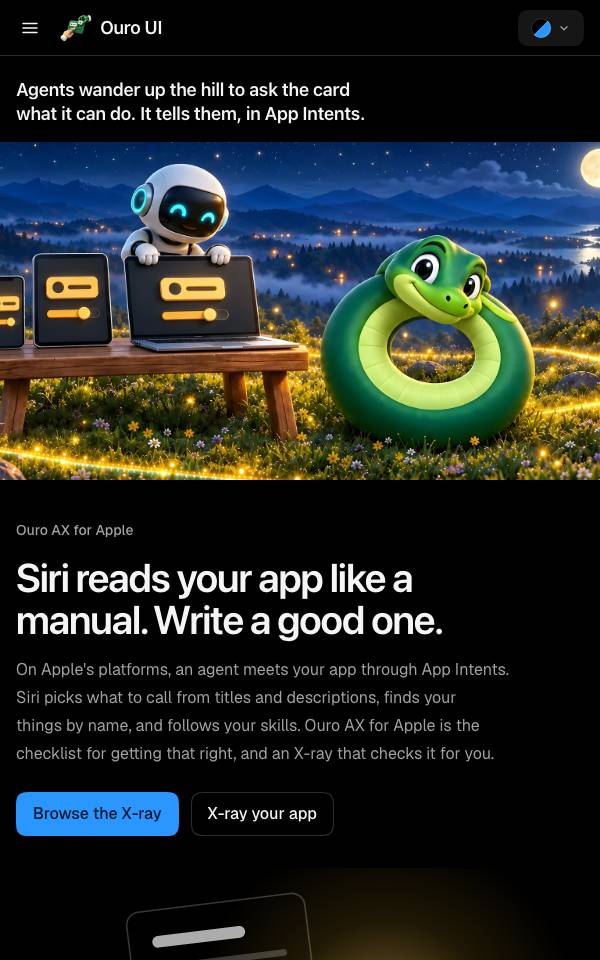 Ouro UI
Agents wander up the hill to ask the card
what it can do. It tells them, in App Intents.
Ouro AX for Apple
Siri reads your app like a
manual. Write a good one.
On Apple's platforms, an agent meets your app through App Intents.
Siri picks what to call from titles and descriptions, finds your
things by name, and follows your skills. Ouro AX for Apple is the
checklist for getting that right, and an X-ray that checks it for you.
Browse the X-ray
X-ray your app